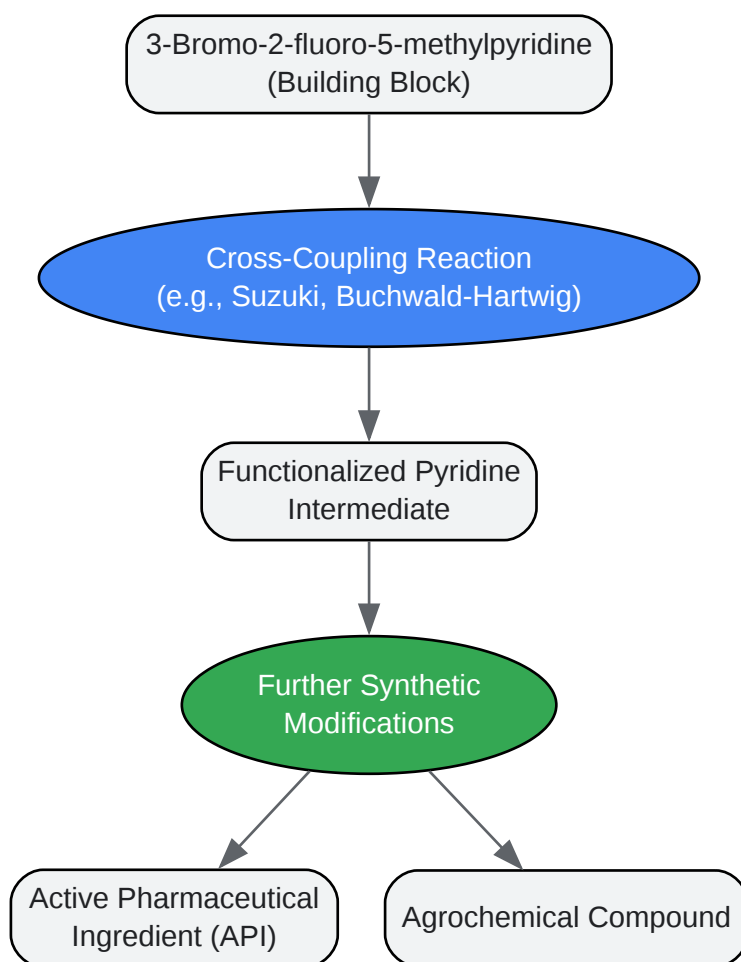 3-Bromo-2-fluoro-5-methylpyridine
(Building Block)
Cross-Coupling Reaction
(e.g., Suzuki, Buchwald-Hartwig)
Functionalized Pyridine
Intermediate
Further Synthetic
Modifications
Active Pharmaceutical
Ingredient (API)
Agrochemical Compound